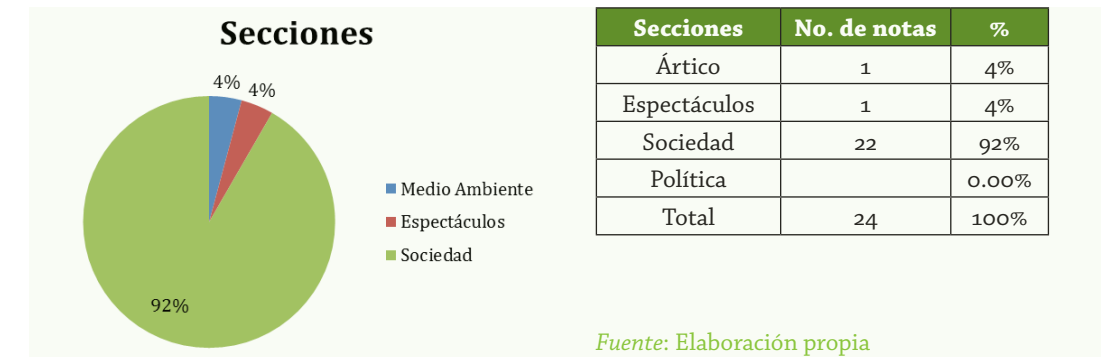 Secciones
4%
4%
92%
Medio Ambiente
Espectáculos
Sociedad
Secciones No. de notas %
Ártico 1 4%
Espectáculos 1 4%
Sociedad 22 92%
Política 0.00%
Total 24 100%
Fuente: Elaboración propia